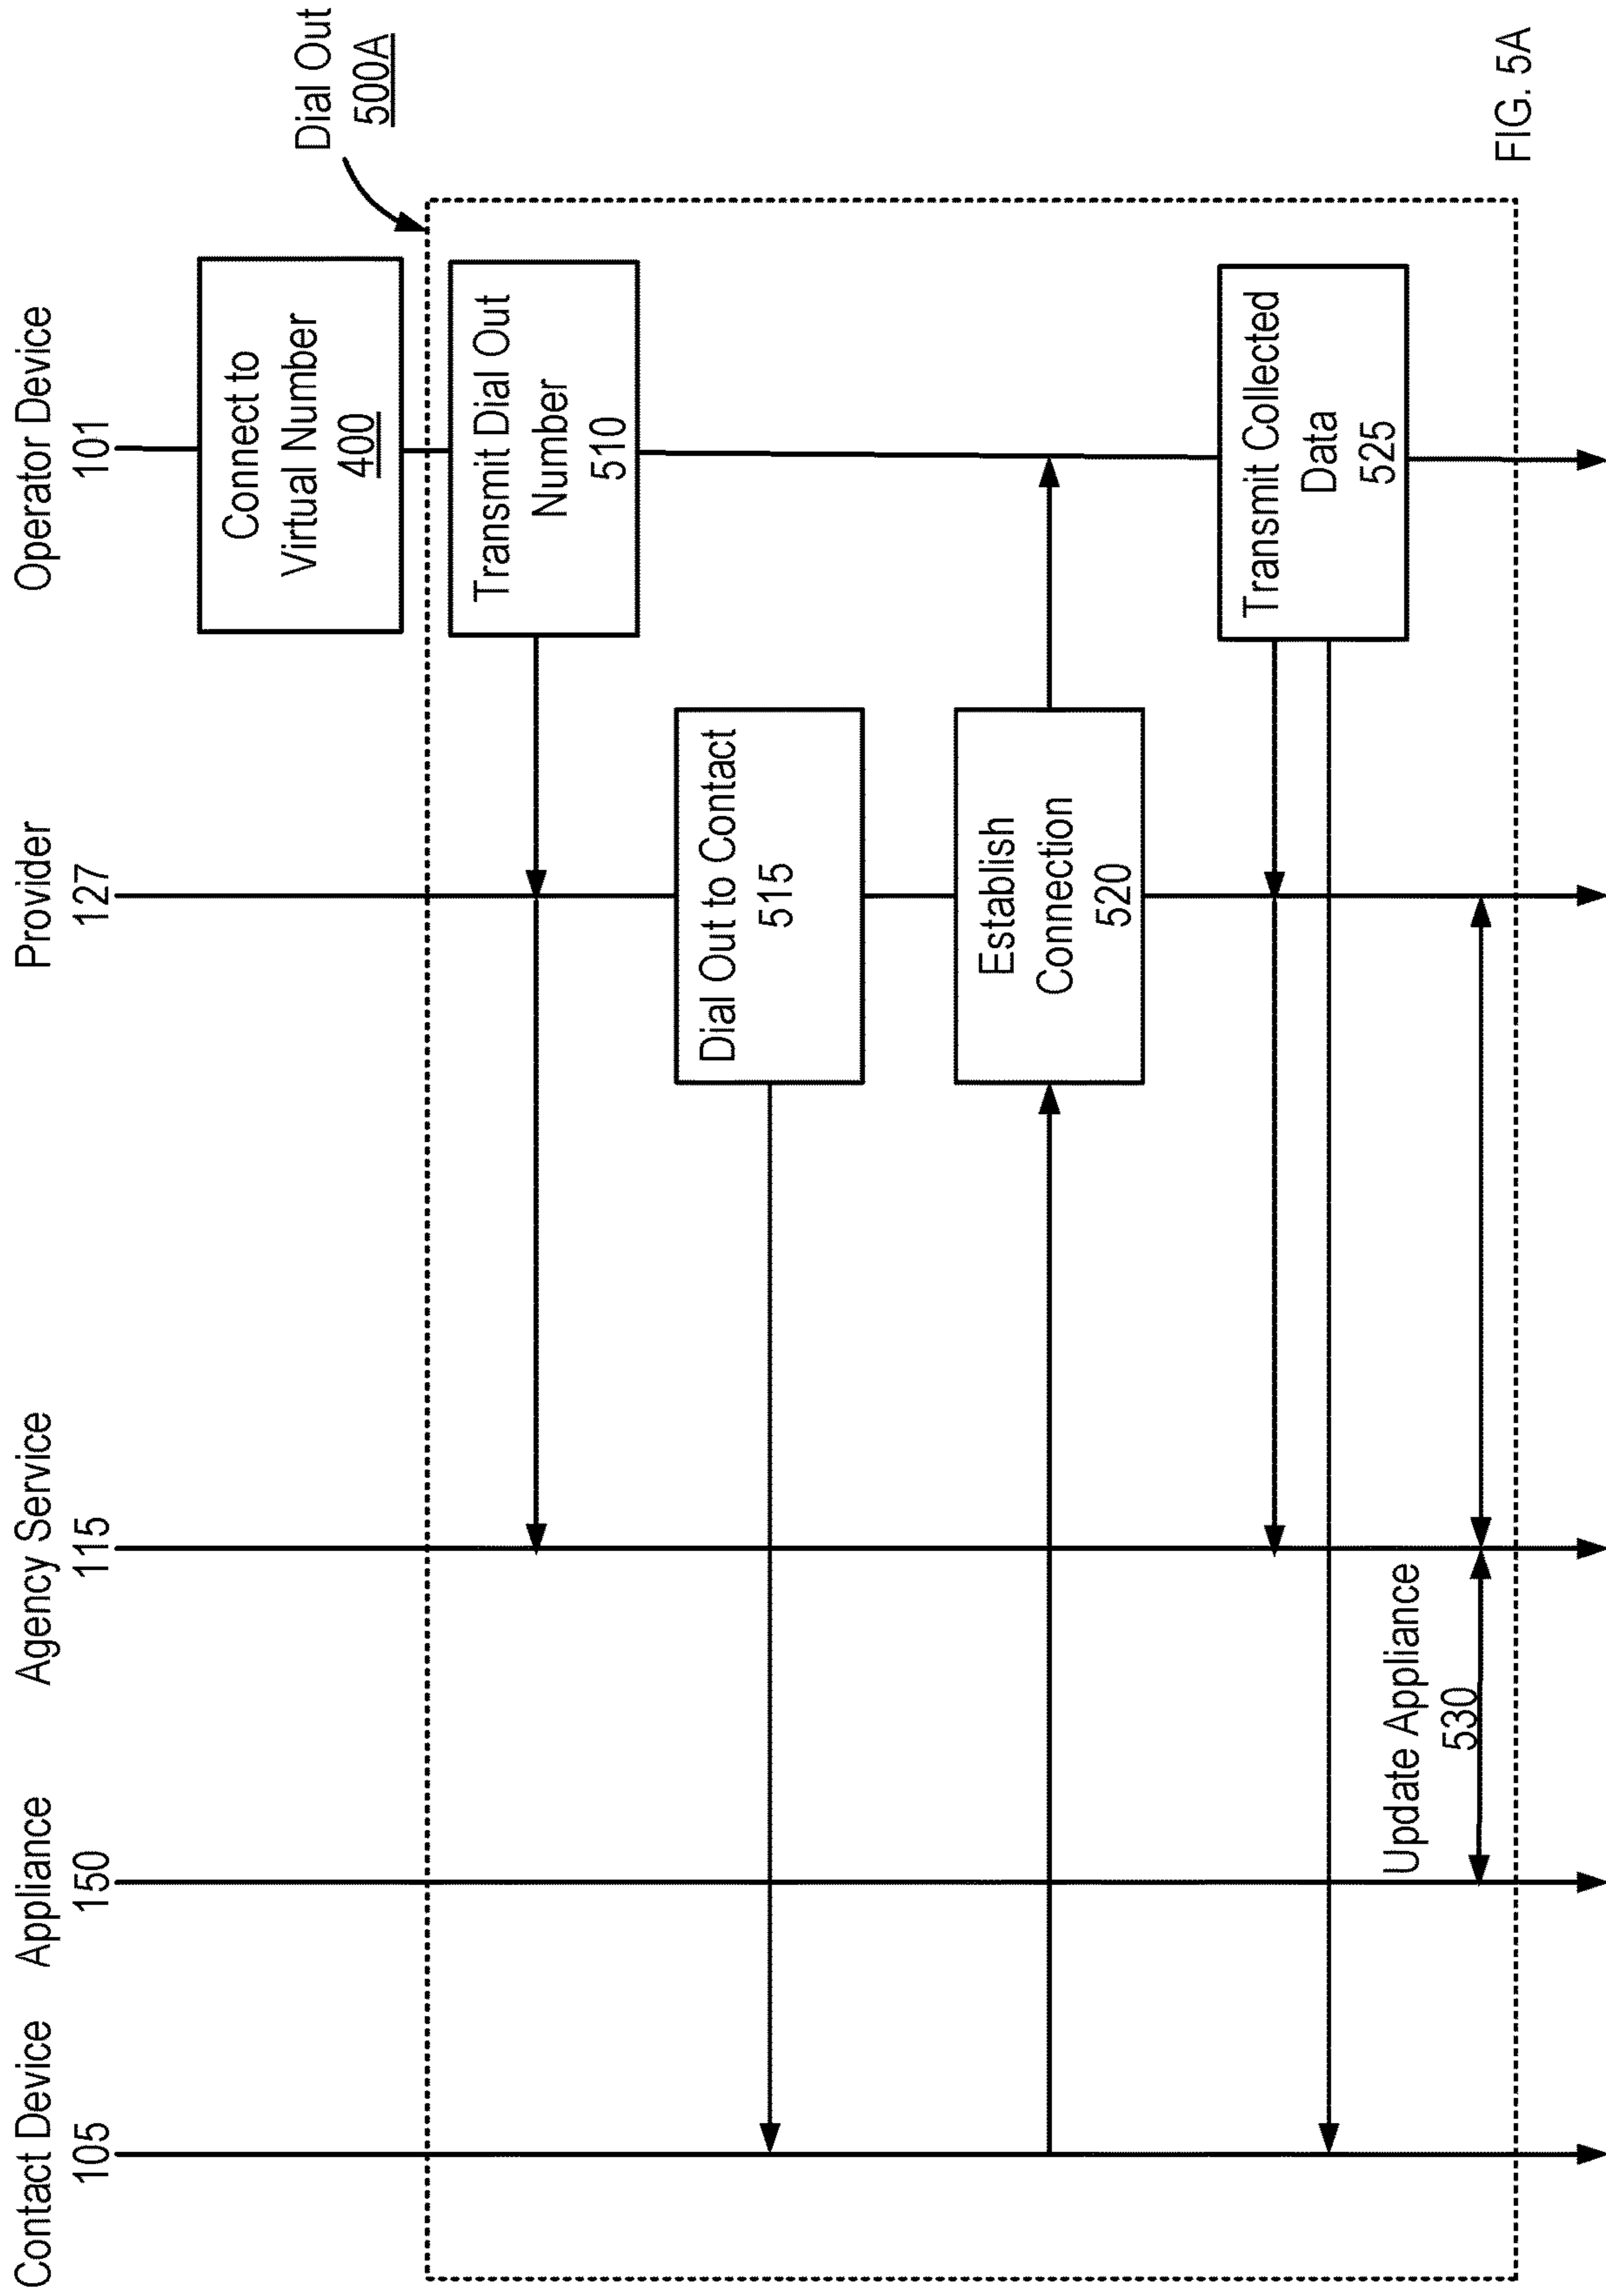 Contact Device
105
Appliance
150
Agency Service
115
Provider
127
Operator Device
101
Dial Out
500A
Connect to
Virtual Number
400
Transmit Dial Out
Number
510
Dial Out to Contact
515
Establish
Connection
520
Transmit Collected
Data
525
Update Appliance
530
FIG. 5A